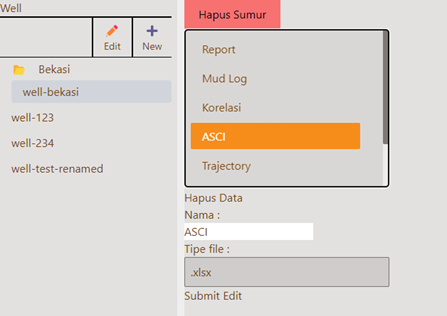 Well
Edit
New
Bekasi
well-bekasi
well-123
well-234
well-test-renamed
Hapus Sumur
Report
Mud Log
Korelasi
ASCI
Trajectory
Hapus Data
Nama :
ASCI
Tipe file :
.xlsx
Submit Edit